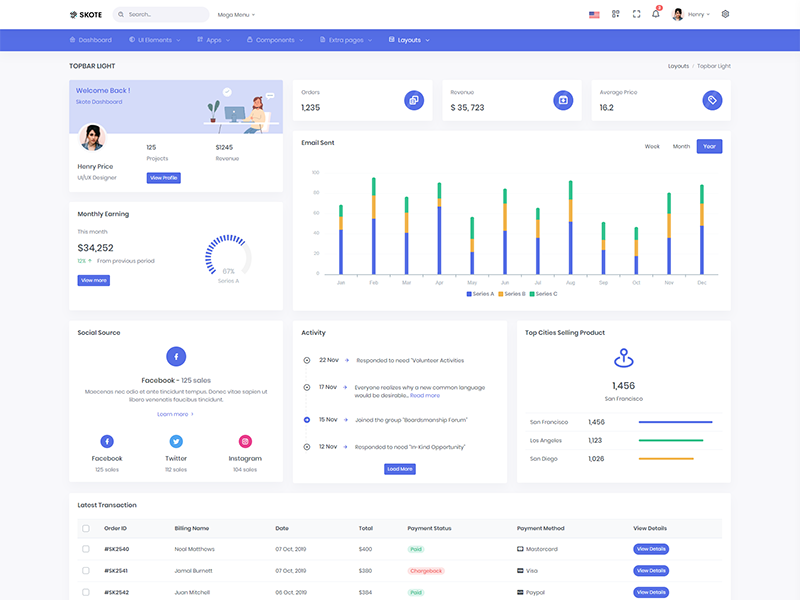 SKOTE
Search...
Mega Menu
3
Henry
Dashboard
UI Elements
Apps
Components
Extra pages
Layouts
TOPBAR LIGHT
Layouts / Topbar Light
Welcome Back !
Skote Dashboard
125
$1245
Projects
Revenue
Henry Price
UI/UX Designer
View Profile
Orders
1,235
Revenue
$ 35, 723
Average Price
16.2
Monthly Earning
This month
$34,252
12% From previous period
View more
67%
Series A
Email Sent
Week
Month
Year
100
80
60
40
20
0
Jan Feb Mar Apr May Jun Jul Aug Sep Oct Nov Dec
Series A Series B Series C
Social Source
Facebook - 125 sales
Maecenas nec odio et ante tincidunt tempus. Donec vitae sapien ut
libero venenatis faucibus tincidunt.
Learn more
Facebook
125 sales
Twitter
112 sales
Instagram
104 sales
Activity
22 Nov
Responded to need "Volunteer Activities
17 Nov
Everyone realizes why a new common language
would be desirable... Read more
15 Nov
Joined the group "Boardsmanship Forum"
12 Nov
Responded to need "In-Kind Opportunity"
Load More
Top Cities Selling Product
1,456
San Francisco
San Francisco 1,456
Los Angeles 1,123
San Diego 1,026
Latest Transaction
Order ID Billing Name Date Total Payment Status Payment Method View Details
#SK2540 Neal Matthews 07 Oct, 2019 $400 Paid Mastercard View Details
#SK2541 Jamal Burnett 07 Oct, 2019 $380 Chargeback Visa View Details
#SK2542 Juan Mitchell 06 Oct, 2019 $384 Paid Paypal View Details